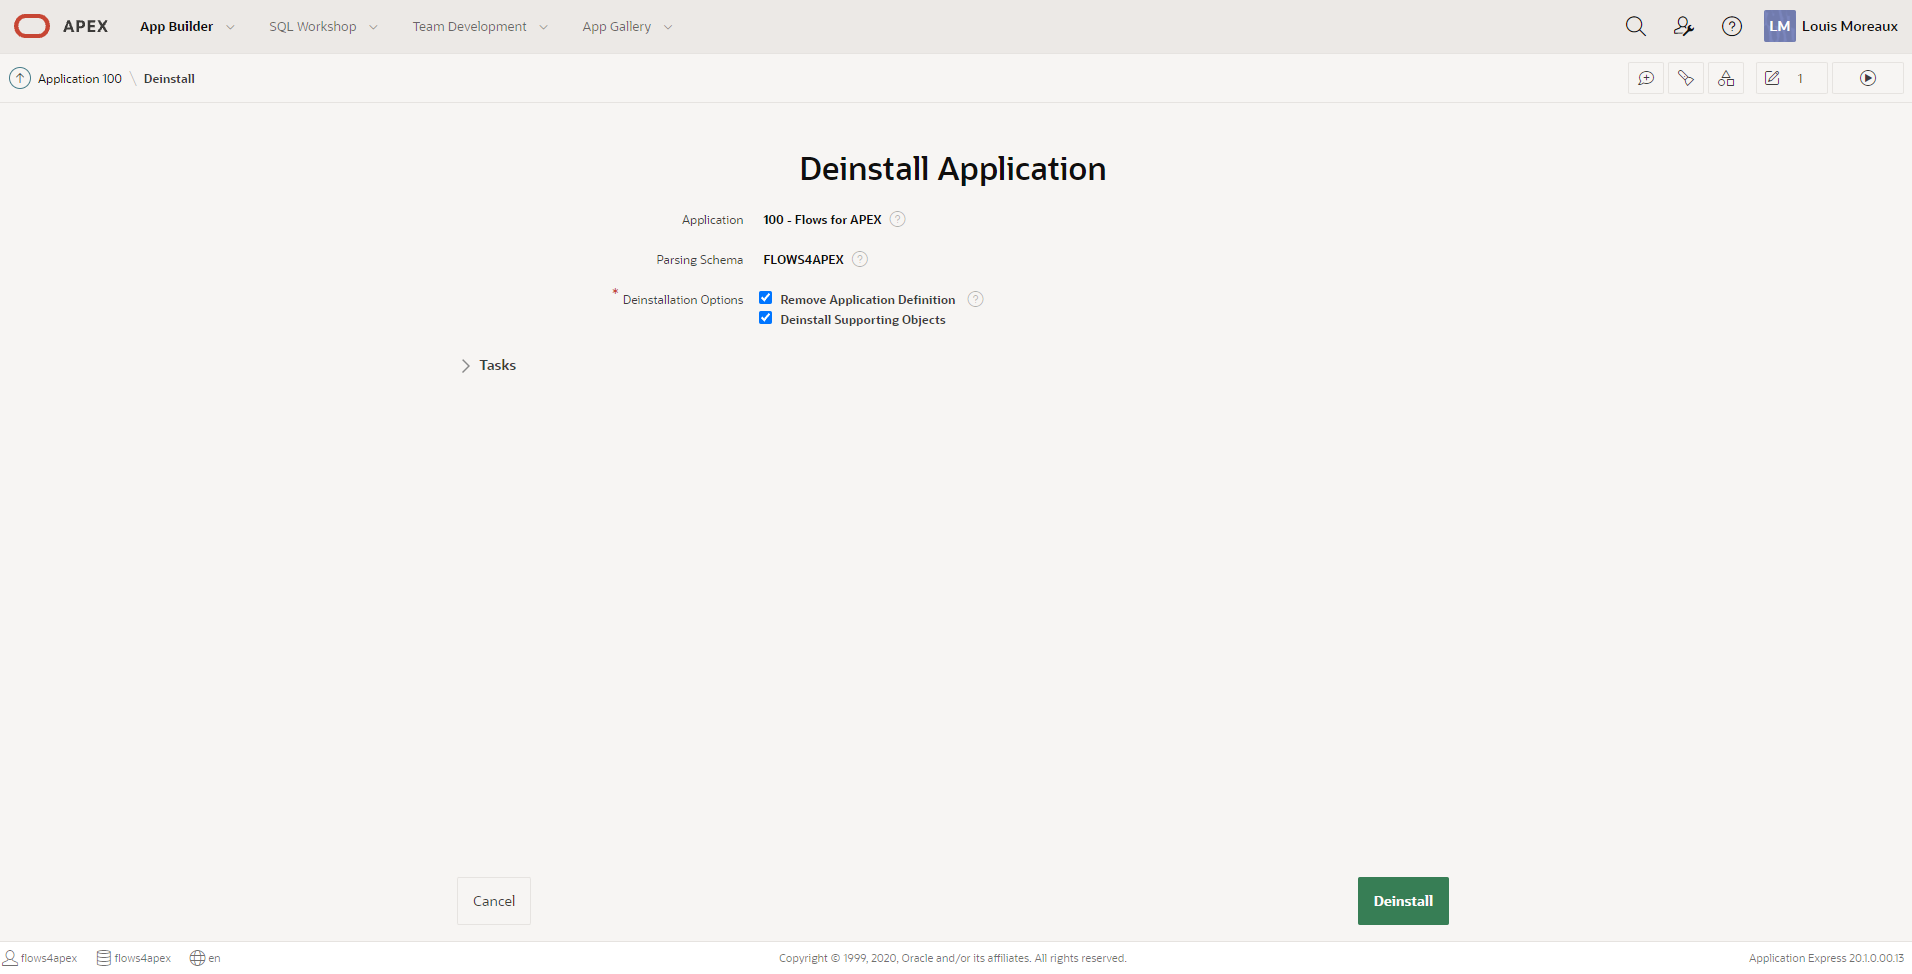 APEX App Builder SQL Workshop Team Development App Gallery LM Louis Moreaux
Application 100 \ Deinstall 1
Deinstall Application
Application 100 - Flows for APEX ?
Parsing Schema FLOWS4APEX ?
* Deinstallation Options Remove Application Definition ?
Deinstall Supporting Objects
Tasks
Cancel Deinstall
flows4apex flows4apex en Copyright © 1999, 2020, Oracle and/or its affiliates. All rights reserved. Application Express 20.1.0.00.13